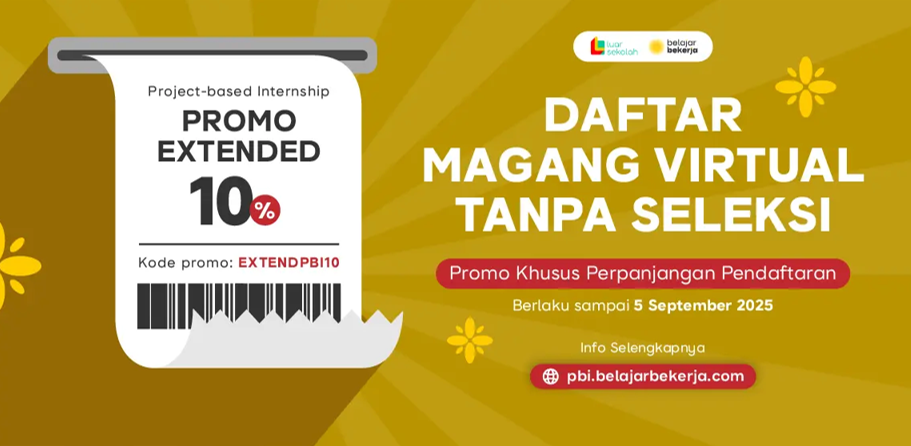 Project-based Internship
PROMO
EXTENDED
10%
Kode promo: EXTENDPBI10
luar
sekolah
belajar
bekerja
DAFTAR
MAGANG VIRTUAL
TANPA SELEKSI
Promo Khusus Perpanjangan Pendaftaran
Berlaku sampai 5 September 2025
Info Selengkapnya
pbi.belajarbekerja.com